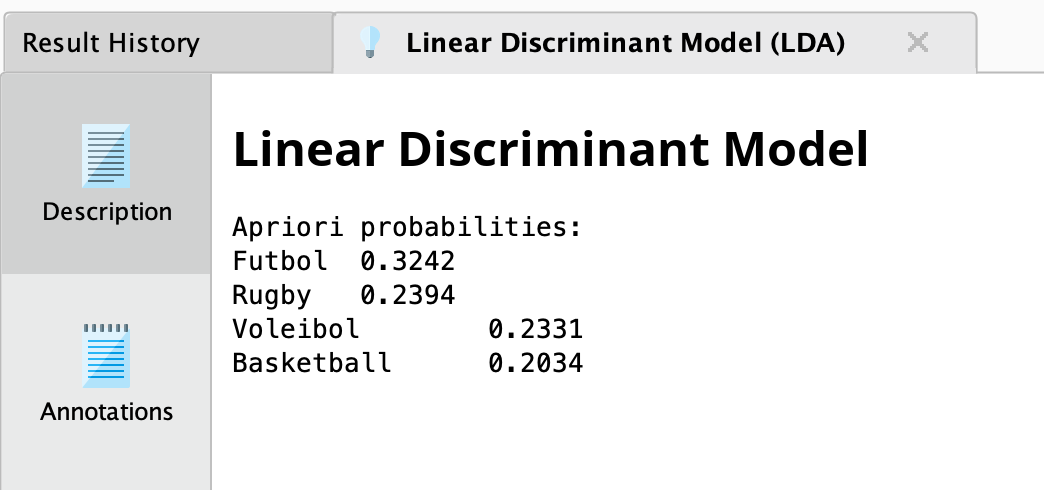 Result History
Linear Discriminant Model (LDA)
Description
Annotations
Linear Discriminant Model
Apriori probabilities:
Futbol 0.3242
Rugby 0.2394
Voleibol 0.2331
Basketball 0.2034